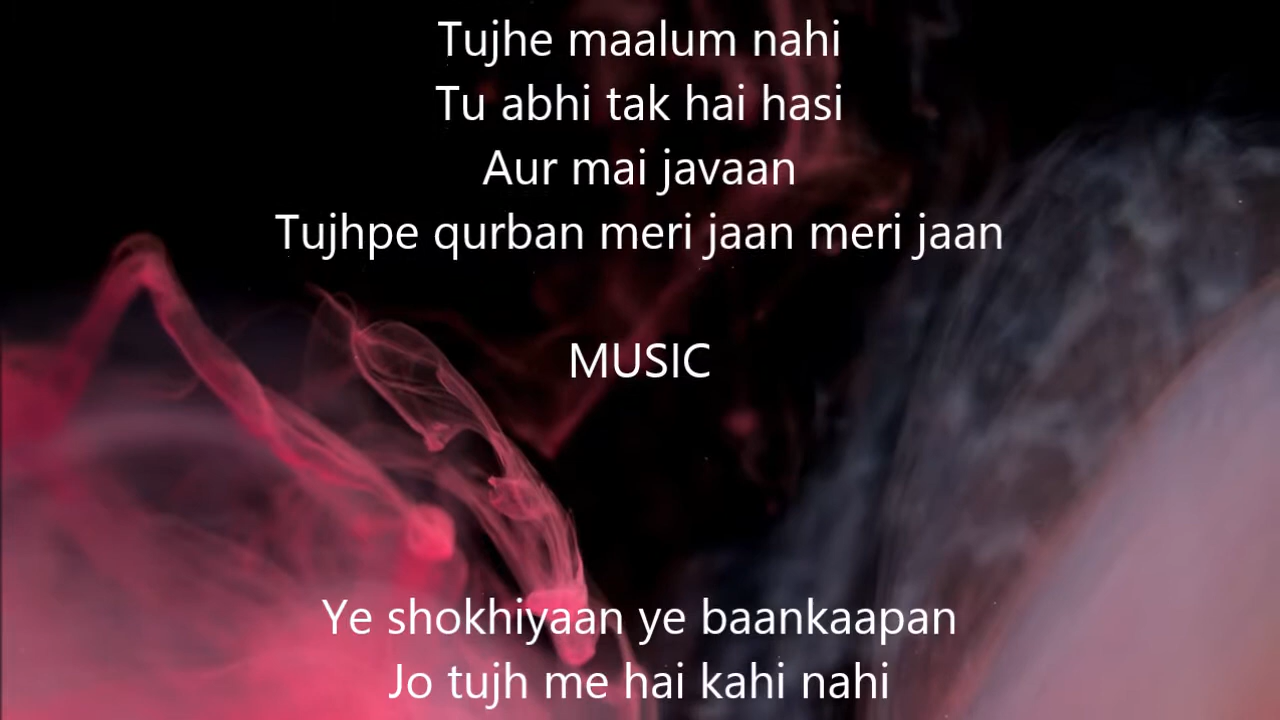 Tujhe maalum nahi
Tu abhi tak hai hasi
Aur mai javaan
Tujhpe qurban meri jaan meri jaan
MUSIC
Ye shokhiyaan ye baankaapan
Jo tujh me hai kahi nahi